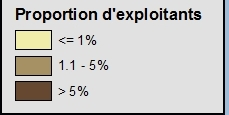 Proportion d'exploitants
<= 1%
1.1 - 5%
> 5%